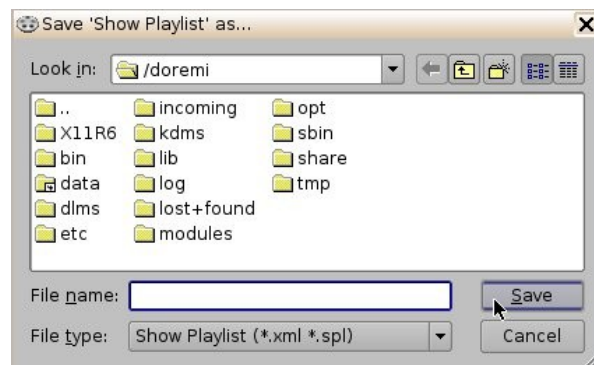 Save 'Show Playlist' as...
Look in: /doremi
.. incoming opt
X11R6 kdms sbin
bin lib share
data log tmp
dlms lost+found
etc modules
File name: Save
File type: Show Playlist (*.xml *.spl) Cancel